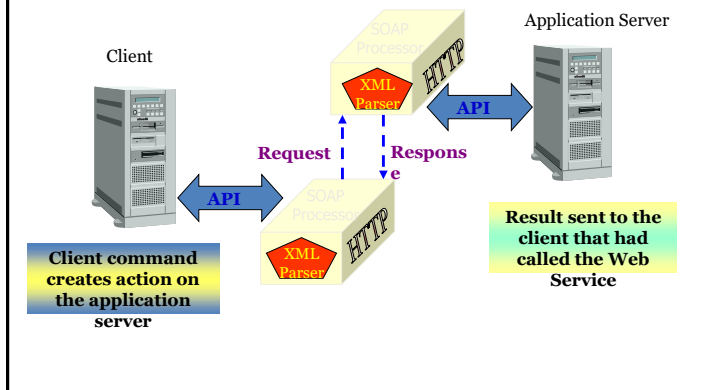 Client
Application Server
SOAP
Processor
HTTP
XML
Parser
API
Request
Respons
e
API
SOAP
Processor
HTTP
XML
Parser
Client command
creates action on
the application
server
Result sent to the
client that had
called the Web
Service